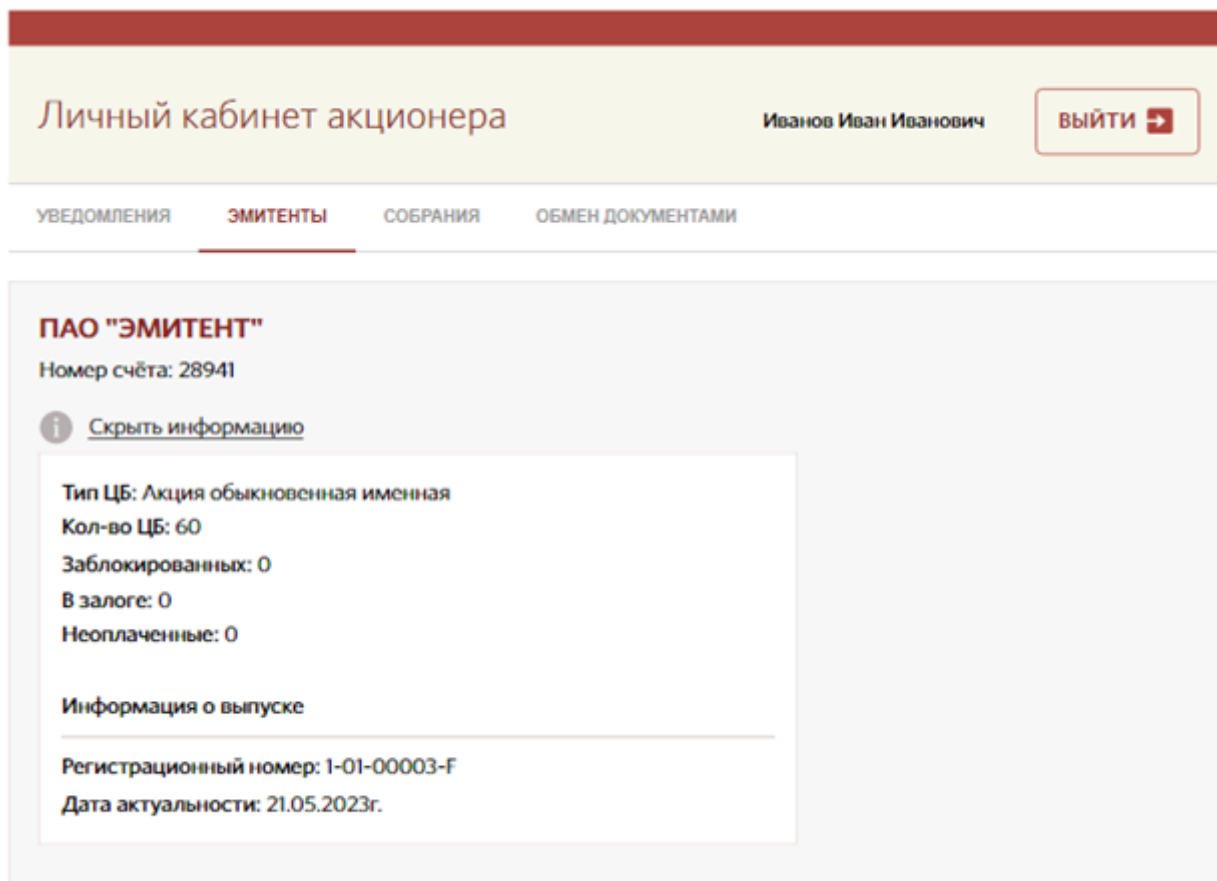 Личный кабинет акционера
Иванов Иван Иванович
ВЫЙТИ
УВЕДОМЛЕНИЯ ЭМИТЕНТЫ СОБРАНИЯ ОБМЕН ДОКУМЕНТАМИ
ПАО "ЭМИТЕНТ"
Номер счёта: 28941
i Скрыть информацию
Тип ЦБ: Акция обыкновенная именная
Кол-во ЦБ: 60
Заблокированных: 0
В залоге: 0
Неоплаченные: 0
Информация о выпуске
Регистрационный номер: 1-01-00003-F
Дата актуальности: 21.05.2023г.